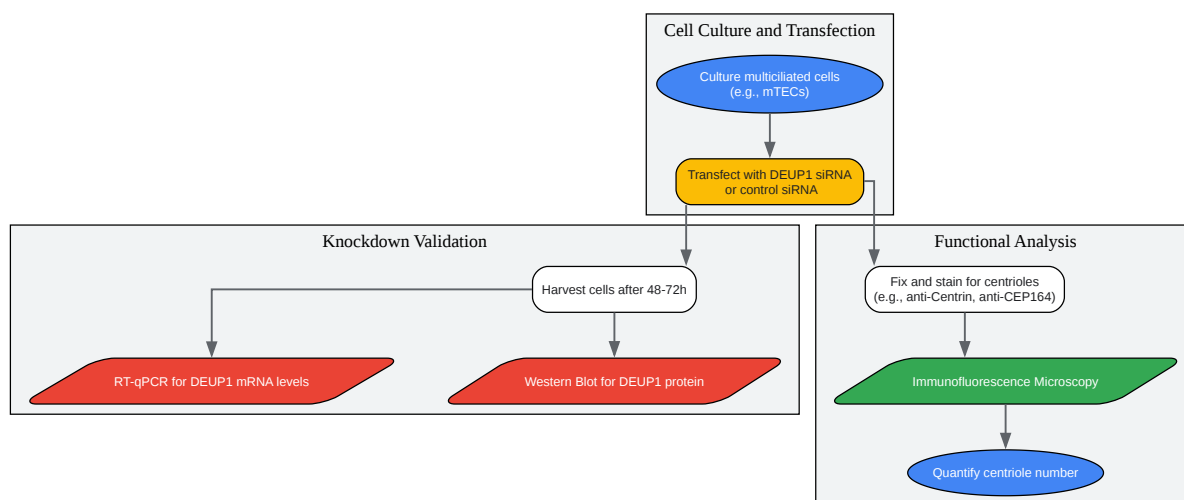 Cell Culture and Transfection
Culture multiciliated cells
(e.g., mTECs)
Transfect with DEUP1 siRNA
or control siRNA
Knockdown Validation
Harvest cells after 48-72h
RT-qPCR for DEUP1 mRNA levels
Western Blot for DEUP1 protein
Functional Analysis
Fix and stain for centrioles
(e.g., anti-Centrin, anti-CEP164)
Immunofluorescence Microscopy
Quantify centriole number